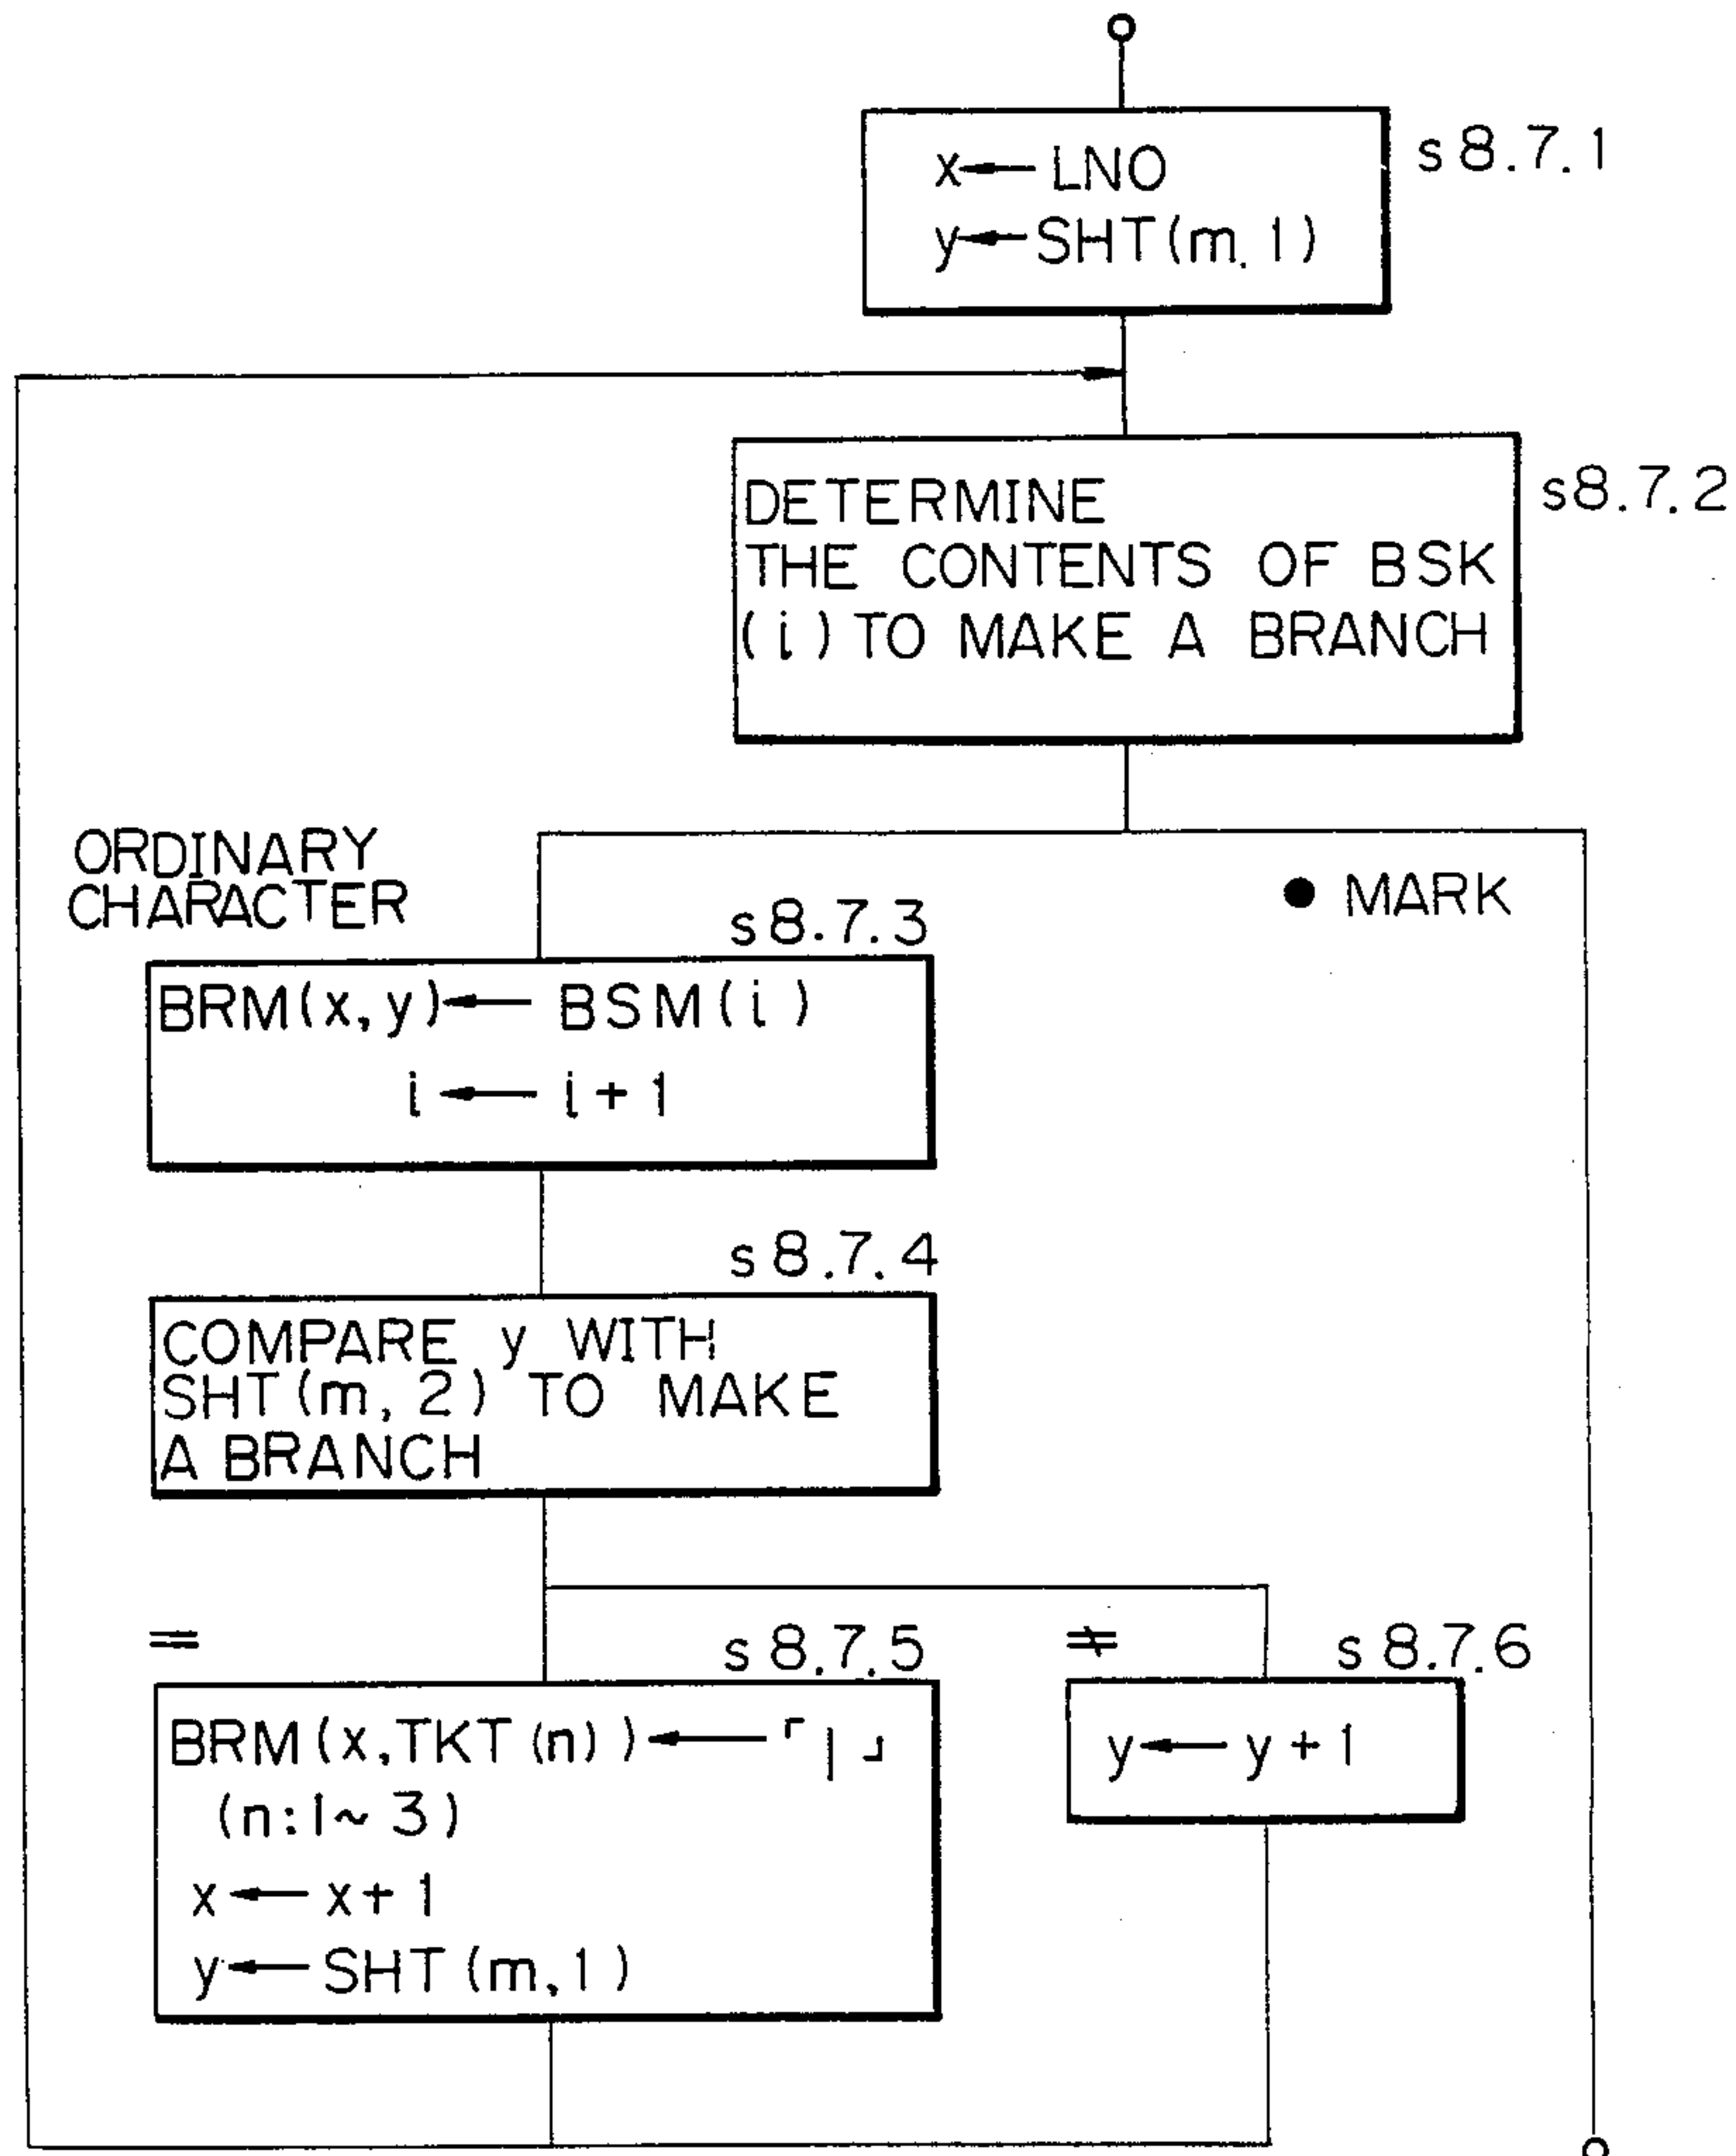 x←LNO
s8.7.1
y←SHT(m.1)
DETERMINE
s8.7.2
THE CONTENTS OF BSK
(i) TO MAKE A BRANCH
ORDINARY
CHARACTER
● MARK
s8.7.3
BRM(x,y)← BSM(i)
i ← i+1
s8.7.4
COMPARE y WITH
SHT(m, 2) TO MAKE
A BRANCH
=
s8.7.5
≠
s8.7.6
BRM(x,TKT(n))←「|」
(n:1~3)
x←x+1
y←SHT(m,1)
y←y+1